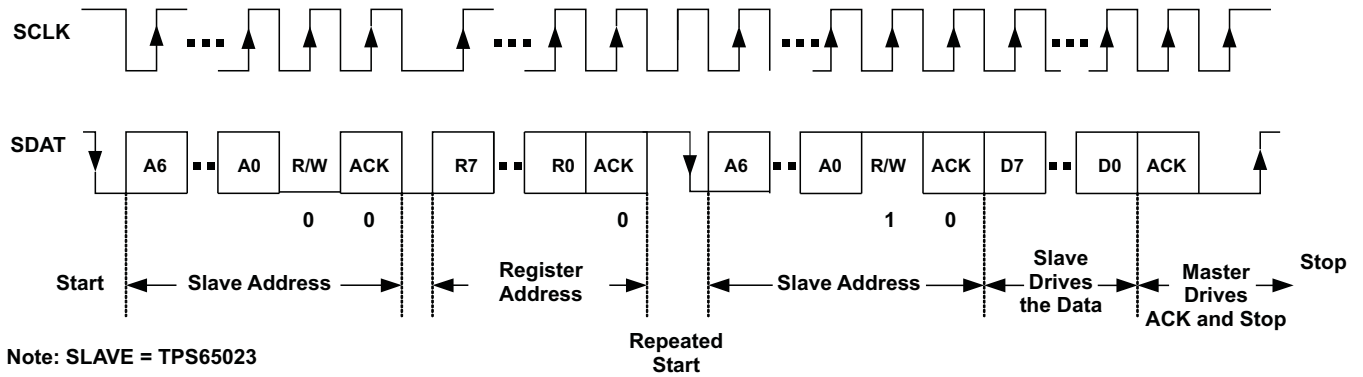 SCLK
SDAT
A6 A0 R/W ACK R7 R0 ACK A6 A0 R/W ACK D7 D0 ACK
0 0 0 1 0
Start
Slave Address
Register
Address
Repeated
Start
Slave Address
Slave
Drives
the Data
Master
Drives
ACK and Stop
Stop
Note: SLAVE = TPS65023